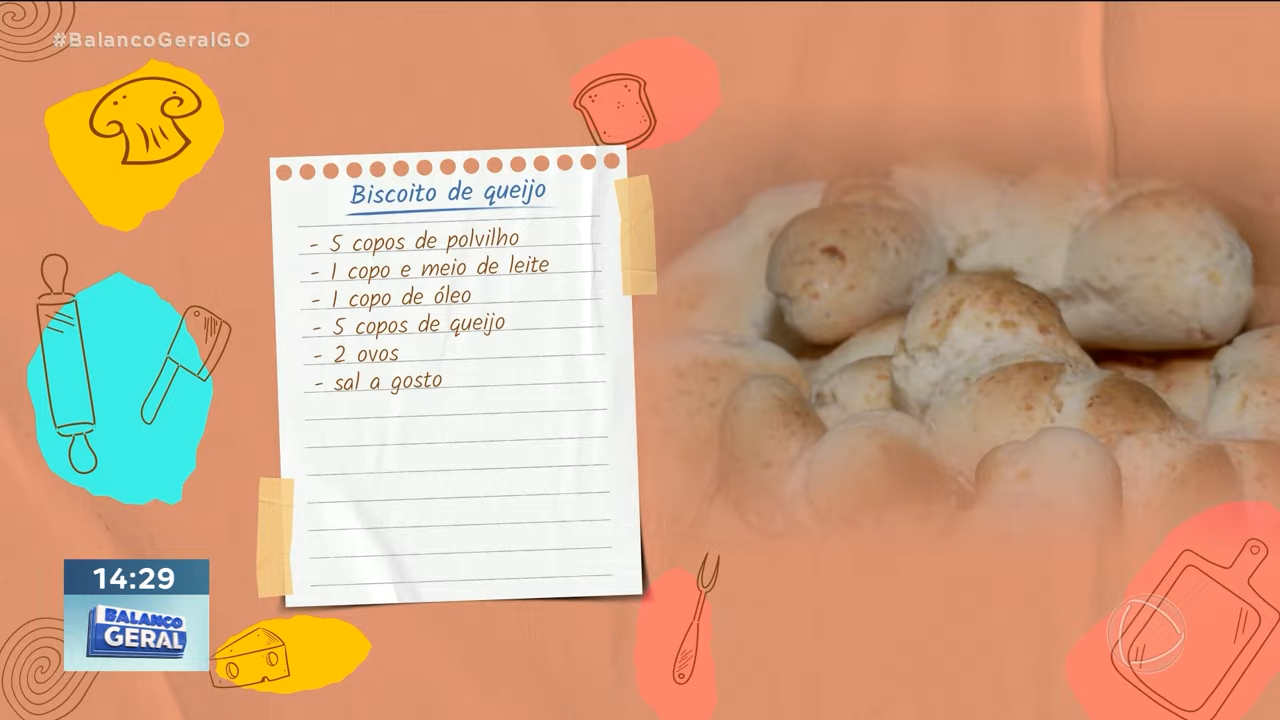 #BalancoGeralGO
Biscoito de queijo
- 5 copos de polvilho
- 1 copo e meio de leite
- 1 copo de óleo
- 5 copos de queijo
- 2 ovos
- sal a gosto
14:29
BALANÇO
GERAL